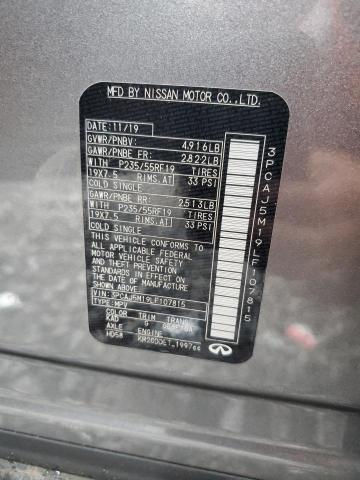 MFD BY NISSAN MOTOR CO.,LTD.
DATE:11/19
GVWR/PNBV: 4,916LB
GAWR/PNBE FR: 2,822LB
WITH P235/55RF19 TIRES
19X7.5 RIMS.AT 33 PSI
COLD SINGLE
GAWR/PNBE RR: 2,513LB
WITH P235/55RF19 TIRES
19X7.5 RIMS.AT 33 PSI
COLD SINGLE
THIS VEHICLE CONFORMS TO
ALL APPLICABLE FEDERAL
MOTOR VEHICLE SAFETY
STANDARDS IN EFFECT ON
THE DATE OF MANUFACTURE
SHOWN ABOVE.
VIN: 3PCAJ5M19LF107815
TYPE: MPV
COLOR TRIM TRANS
KAD G
AXLE ENGINE
HD58 KR20DDET 1997cc
3PCAJ5M19LF107815